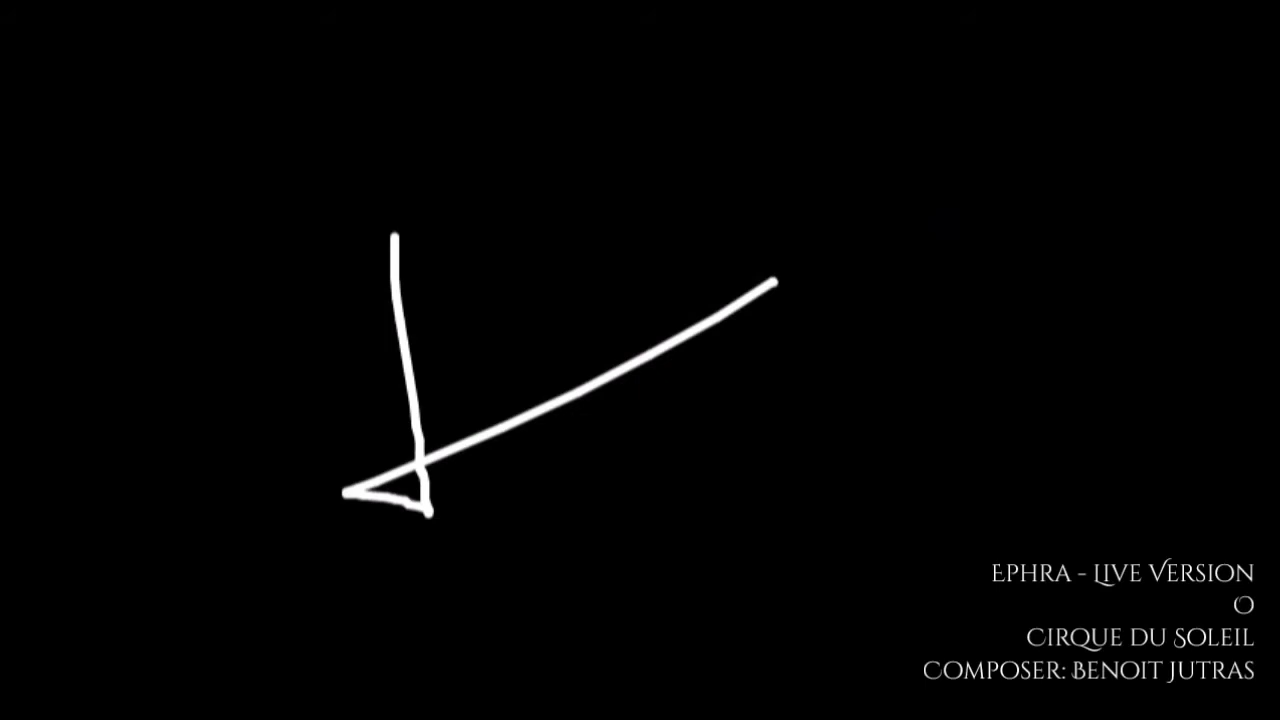 Ephra - Live Version
O
Cirque du Soleil
Composer: Benoit Jutras